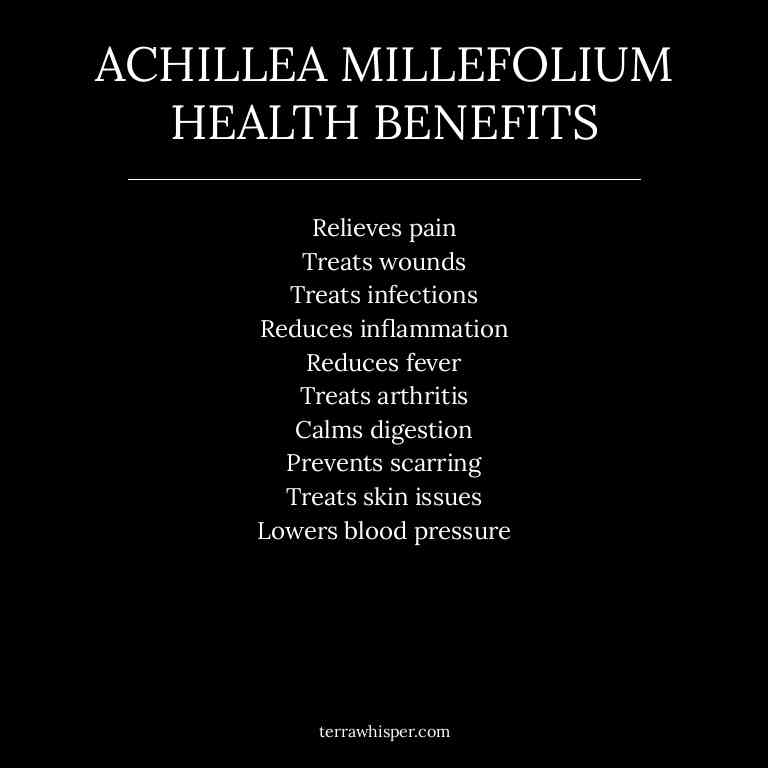 ACHILLEA MILLEFOLIUM
HEALTH BENEFITS
Relieves pain
Treats wounds
Treats infections
Reduces inflammation
Reduces fever
Treats arthritis
Calms digestion
Prevents scarring
Treats skin issues
Lowers blood pressure
terrawhisper.com